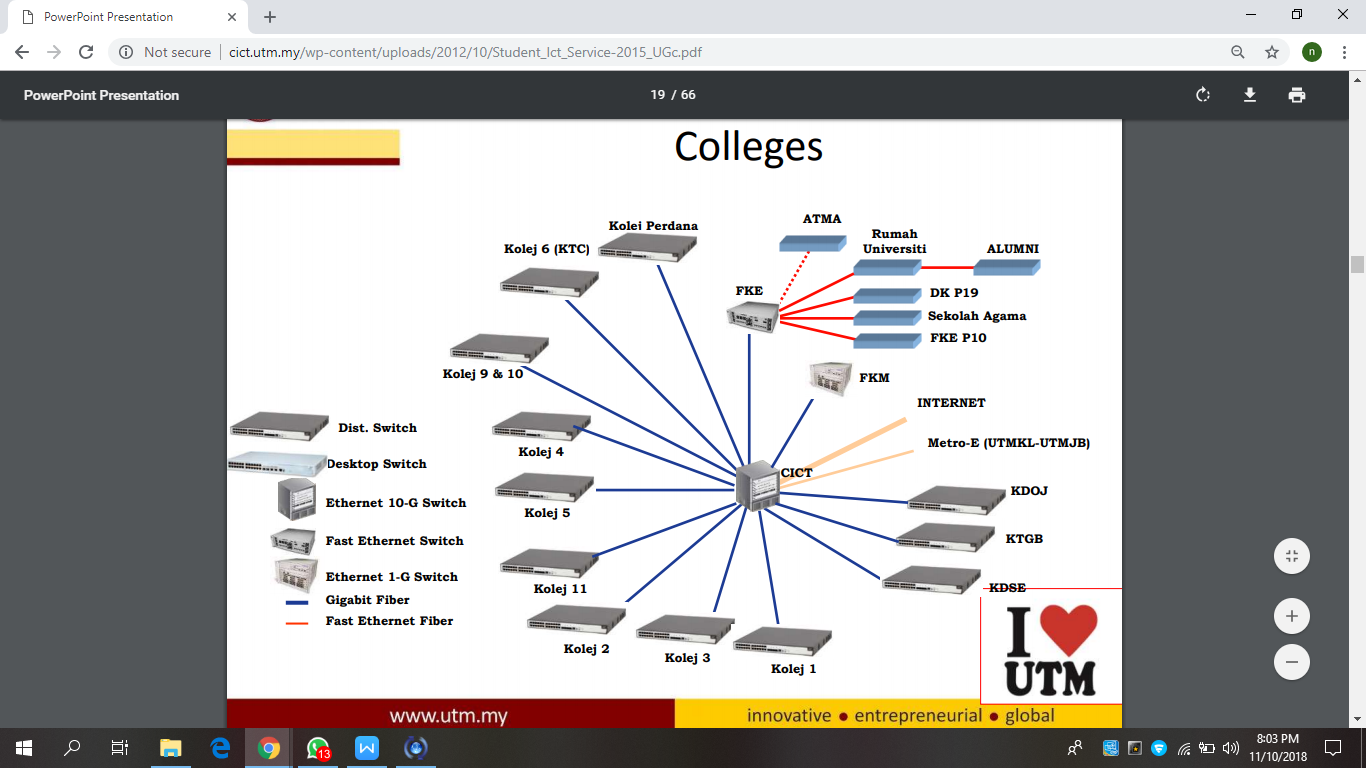 PowerPoint Presentation
Not secure
cict.utm.my/wp-content/uploads/2012/10/Student_Ict_Service-2015_UGc.pdf
n
PowerPoint Presentation
19 / 66
Colleges
ATMA
Kolej Perdana
Rumah
Universiti
Kolej 6 (KTC)
ALUMNI
FKE
DK P19
Sekolah Agama
FKE P10
Kolej 9 & 10
FKM
INTERNET
Dist. Switch
Metro-E (UTMKL-UTMJB)
Kolej 4
Desktop Switch
CICT
KDOJ
Ethernet 10-G Switch
Kolej 5
Fast Ethernet Switch
KTGB
Ethernet 1-G Switch
Kolej 11
KDSE
Gigabit Fiber
Fast Ethernet Fiber
Kolej 2
Kolej 3
Kolej 1
I
UTM
www.utm.my
innovative ● entrepreneurial ● global
13
8:03 PM
11/10/2018